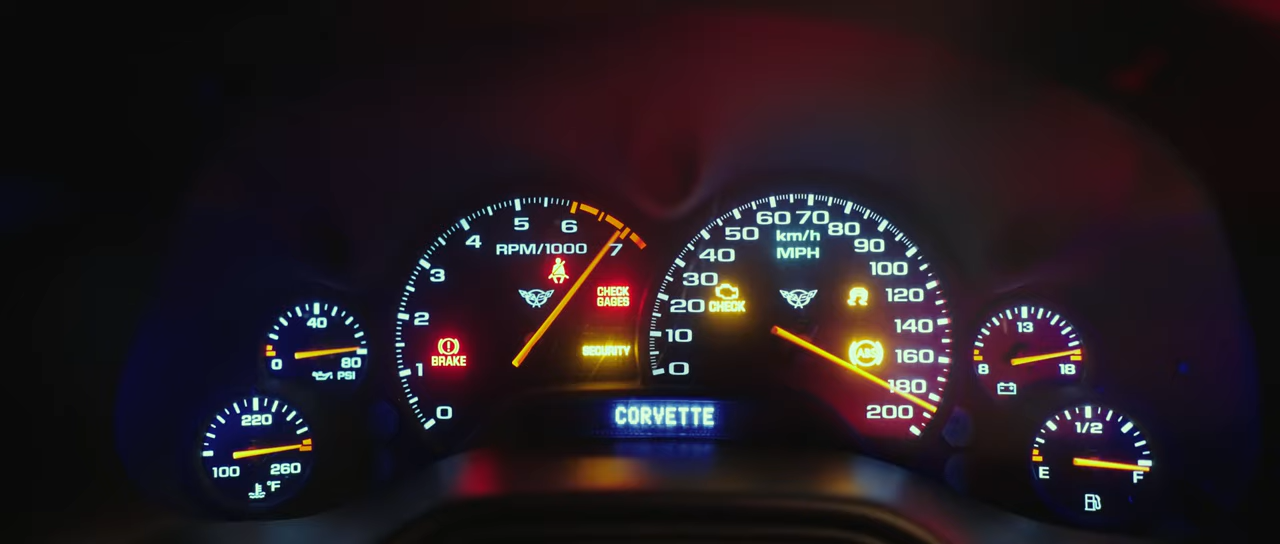 5 6
4 RPM/1000 7
3
CHECK
GAGES
2
BRAKE
SECURITY
1
0
60 70
50 km/h 80
40 MPH 90
30 100
20 CHECK 120
10 140
ABS 160
0 180
200
40
0 80
PSI
220
100 260
°F
CORVETTE
13
8 18
1/2
E F